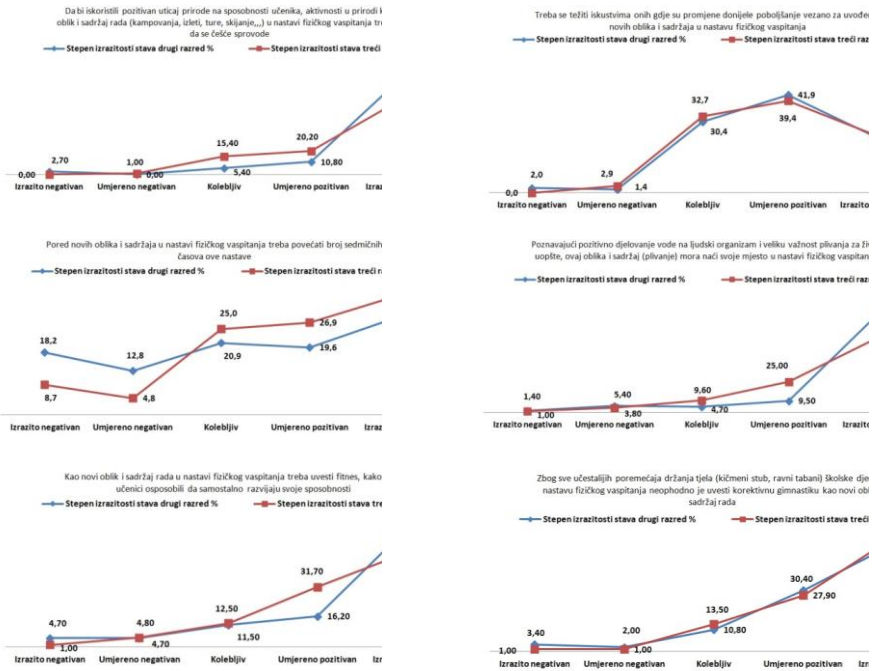 Da bi iskoristili pozitivan uticaj prirode na sposobnosti učenika, aktivnosti u prirodi k
oblik i sadržaj rada (kampovanja, izleti, ture, skijanje,,,) u nastavi fizičkog vaspitanja tr
da se češće sprovode
Stepen izrazitosti stava drugi razred % Stepen izrazitosti stava treći
0,00 2,70 1,00 0,00 15,40 5,40 20,20 10,80
Izrazito negativan Umjereno negativan Kolebljiv Umjereno pozitivan Izraz
Treba se težiti iskustvima onih gdje su promjene donijele poboljšanje vezano za uvođe
novih oblika i sadržaja u nastavu fizičkog vaspitanja
Stepen izrazitosti stava drugi razred % Stepen izrazitosti stava treći raz
0,0 2,0 2,9 1,4 32,7 30,4 41,9 39,4
Izrazito negativan Umjereno negativan Kolebljiv Umjereno pozitivan Izrazito
Pored novih oblika i sadržaja u nastavi fizičkog vaspitanja treba povećati broj sedmičnih
časova ove nastave
Stepen izrazitosti stava drugi razred % Stepen izrazitosti stava treći r
18,2 8,7 12,8 4,8 25,0 20,9 26,9 19,6
Izrazito negativan Umjereno negativan Kolebljiv Umjereno pozitivan Izraz
Poznavajući pozitivno djelovanje vode na ljudski organizam i veliku važnost plivanja za ži
uopšte, ovaj oblika i sadržaj (plivanje) mora naći svoje mjesto u nastavi fizičkog vaspitan
Stepen izrazitosti stava drugi razred % Stepen izrazitosti stava treći raz
1,40 1,00 5,40 3,80 9,60 4,70 25,00 9,50
Izrazito negativan Umjereno negativan Kolebljiv Umjereno pozitivan Izrazito
Kao novi oblik i sadržaj rada u nastavi fizičkog vaspitanja treba uvesti fitnes, kako
učenici osposobili da samostalno razvijaju svoje sposobnosti
Stepen izrazitosti stava drugi razred % Stepen izrazitosti stava tre
4,70 1,00 4,80 4,70 12,50 11,50 31,70 16,20
Izrazito negativan Umjereno negativan Kolebljiv Umjereno pozitivan Izr
Zbog sve učestalijih poremećaja držanja tjela (kičmeni stub, ravni tabani) školske dje
nastavu fizičkog vaspitanja neophodno je uvesti korektivnu gimnastiku kao novi obl
sadržaj rada
Stepen izrazitosti stava drugi razred % Stepen izrazitosti stava treći
1,00 3,40 2,00 1,00 13,50 10,80 30,40 27,90
Izrazito negativan Umjereno negativan Kolebljiv Umjereno pozitivan Izr